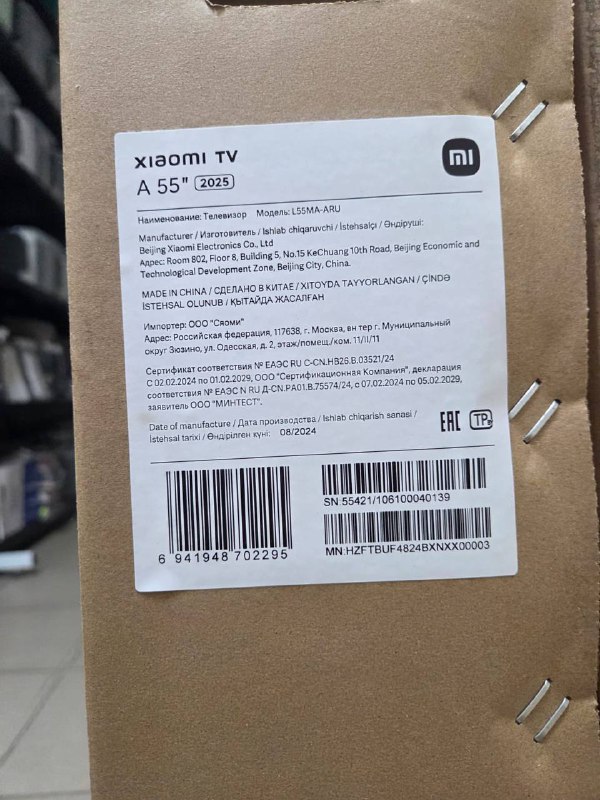 xiaomi TV
A 55" 2025
mi
Наименование: Телевизор Модель: L55MA-ARU
Manufacturer / Изготовитель / Ishlab chiqaruvchi / İstehsalçı / Өндіруші:
Beijing Xiaomi Electronics Co., Ltd
Адрес: Room 802, Floor 8, Building 5, No.15 KeChuang 10th Road, Beijing Economic and
Technological Development Zone, Beijing City, China.
MADE IN CHINA / СДЕЛАНО В КИТАЕ / XITOYDA TAYYORLANGAN / ÇİNDƏ
İSTEHSAL OLUNUB / ҚЫТАЙДА ЖАСАЛҒАН
Импортер: ООО "Сяоми"
Адрес: Российская федерация, 117638, г. Москва, вн тер г. Муниципальный
округ Зюзино, ул. Одесская, д. 2, этаж/помещ./ком. 11/II/11
Сертификат соответствия № ЕАЭС RU C-CN.HB26.B.03521/24
С 02.02.2024 по 01.02.2029, ООО "Сертификационная Компания", декларация
соответствия № ЕАЭС N RU Д-CN.PA01.B.75574/24, с 07.02.2024 по 05.02.2029,
заявитель ООО "МИНТЕСТ".
Date of manufacture / Дата производства / Ishlab chiqarish sanasi /
İstehsal tarixi / Өндірілген күні: 08/2024
EAC TP
6 941948 702295
SN 55421/106100040139
MN:HZFTBUF4824BXNXX00003